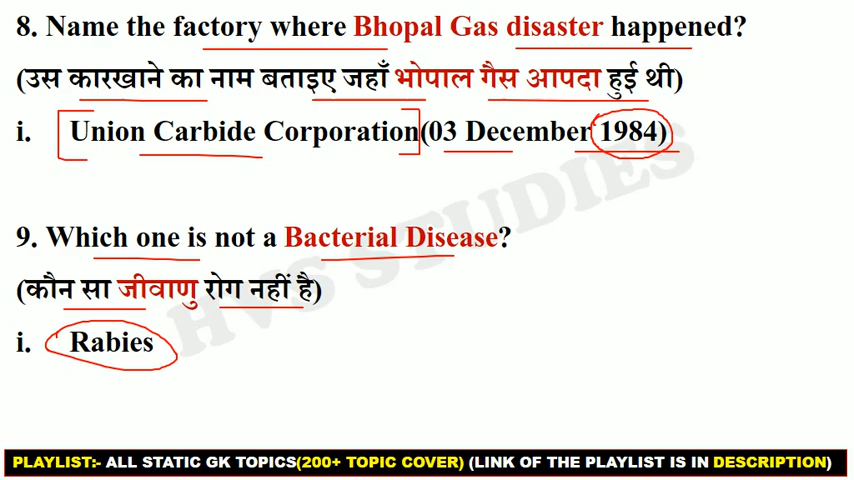 8. Name the factory where Bhopal Gas disaster happened?
(उस कारखाने का नाम बताइए जहाँ भोपाल गैस आपदा हुई थी)
i. Union Carbide Corporation(03 December 1984)
HVS STUDIES
9. Which one is not a Bacterial Disease?
(कौन सा जीवाणु रोग नहीं है)
i. Rabies
PLAYLIST:- ALL STATIC GK TOPICS(200+ TOPIC COVER) (LINK OF THE PLAYLIST IS IN DESCRIPTION)